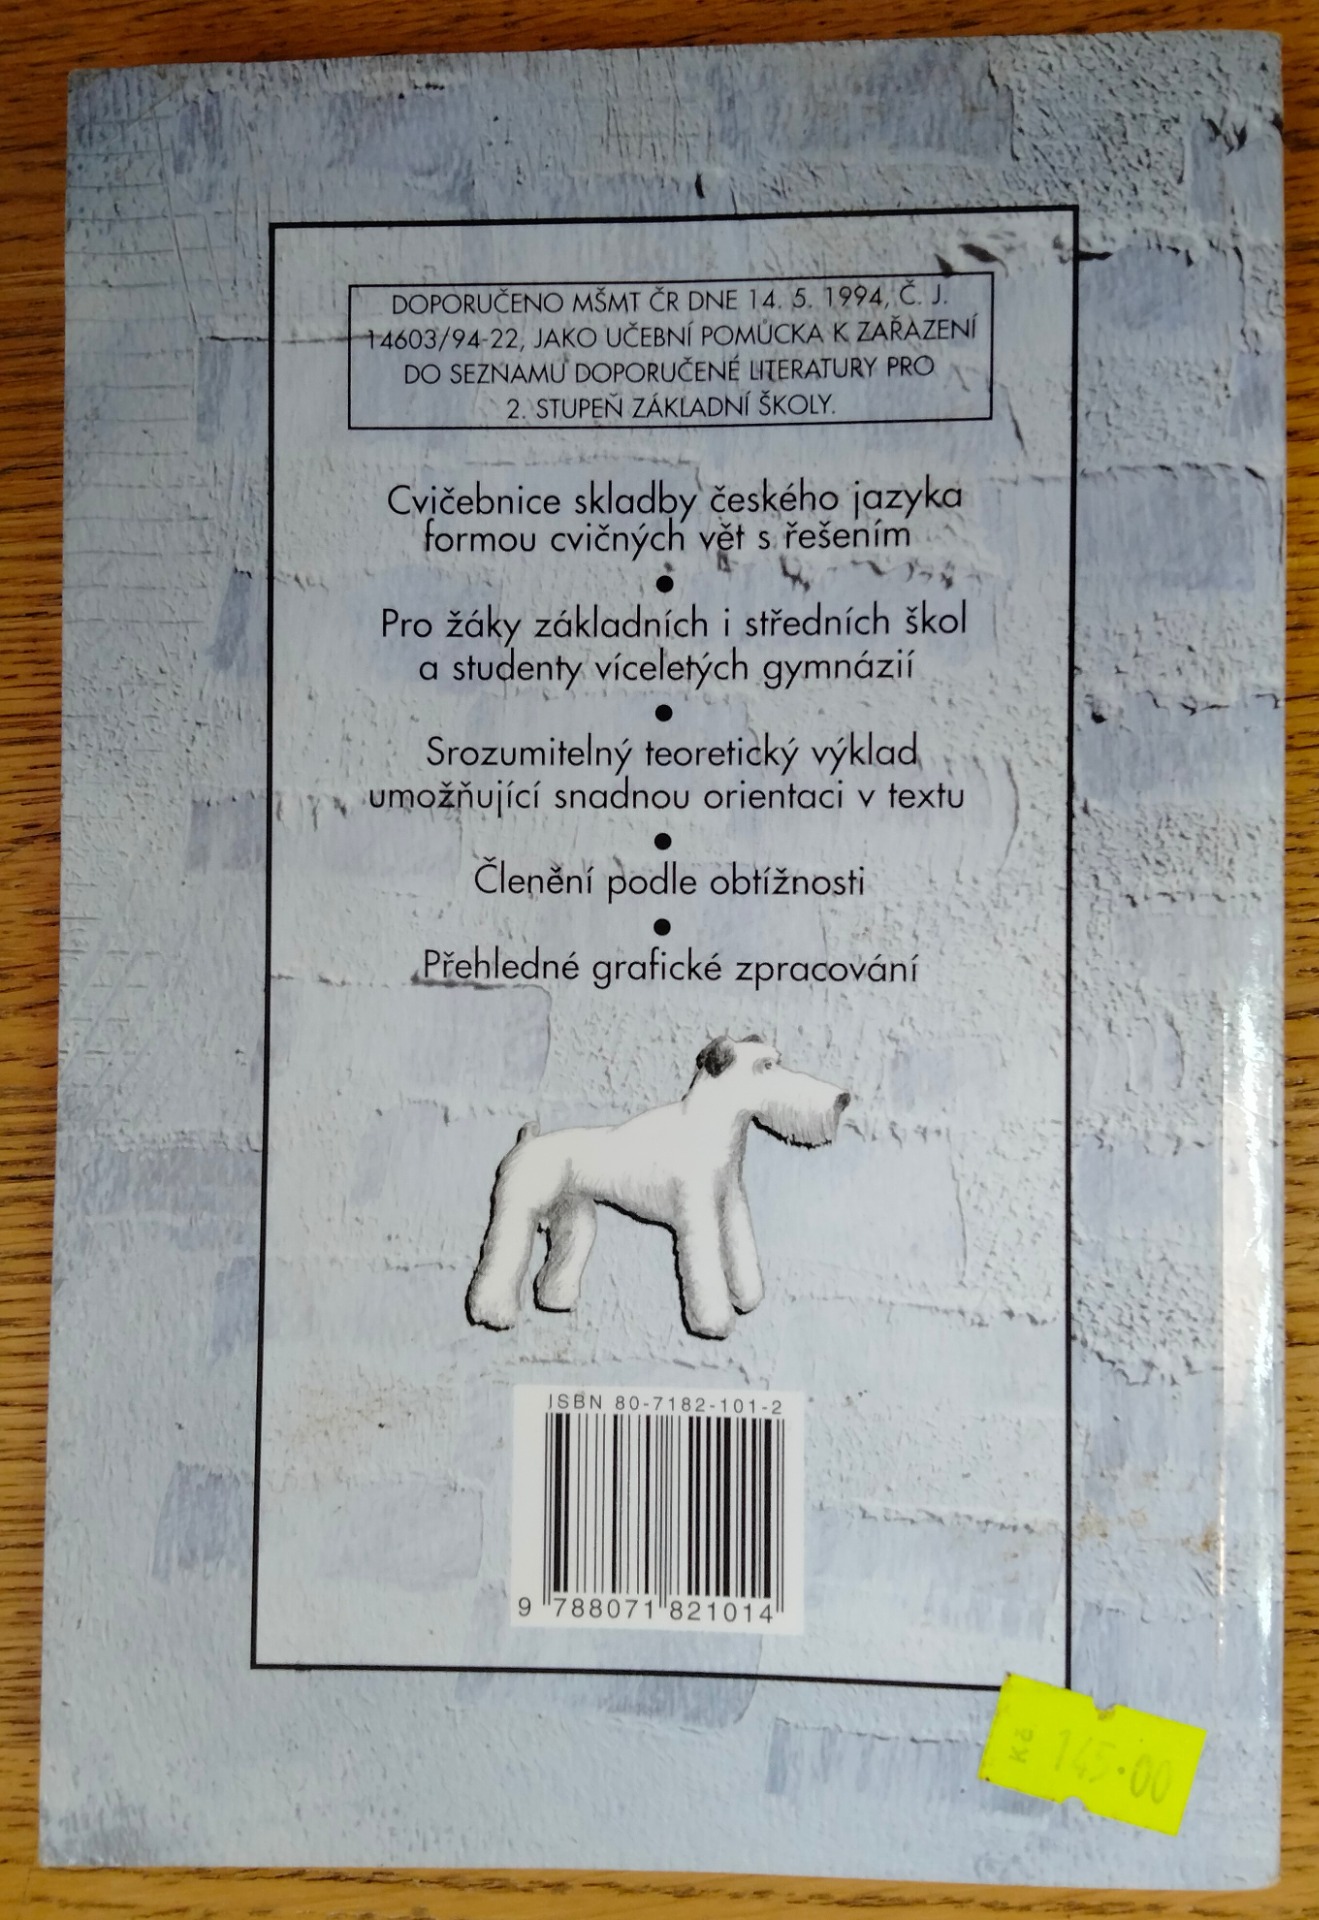 DOPORUČENO MŠMT ČR DNE 14. 5. 1994, Č. J.
14603/94-22, JAKO UČEBNÍ POMŮCKA K ZAŘAZENÍ
DO SEZNAMU DOPORUČENÉ LITERATURY PRO
2. STUPEŇ ZÁKLADNÍ ŠKOLY.
Cvičebnice skladby českého jazyka
formou cvičných vět s řešením
●
Pro žáky základních i středních škol
a studenty víceletých gymnázií
●
Srozumitelný teoretický výklad
umožňující snadnou orientaci v textu
●
Členění podle obtížnosti
●
Přehledné grafické zpracování
ISBN 80-7182-101-2
9 788071 821014
Kč 145.00